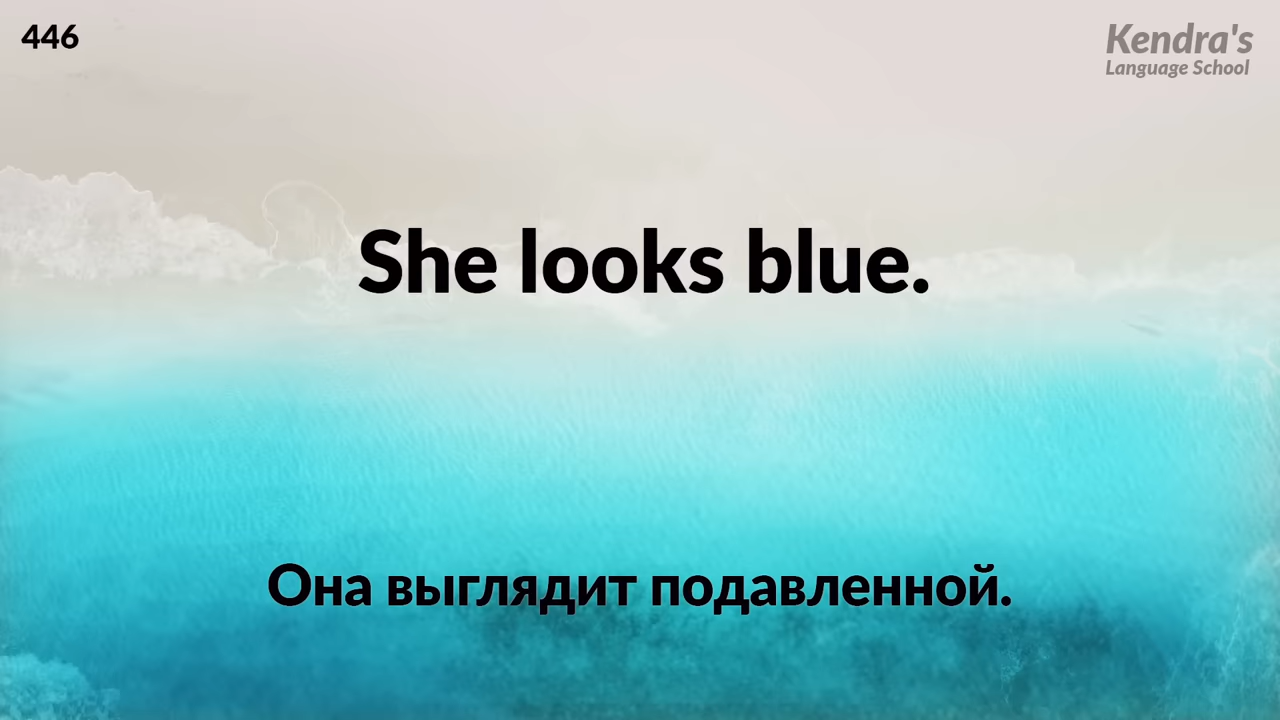 446
Kendra's
Language School
She looks blue.
Она выглядит подавленной.